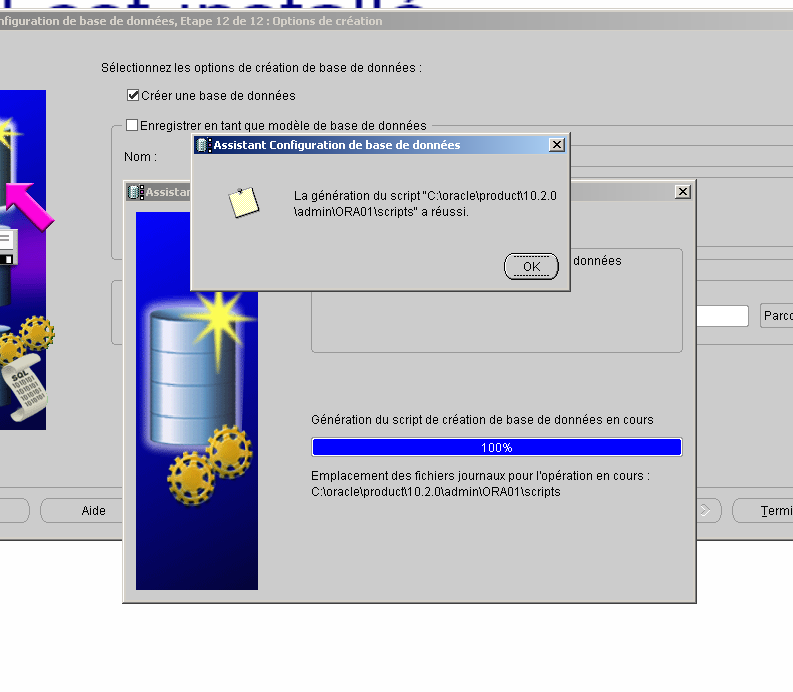 est installé
nfiguration de base de données, Etape 12 de 12 : Options de création
Sélectionnez les options de création de base de données :
Créer une base de données
Enregistrer en tant que modèle de base de données
Nom :
Assistant Configuration de base de données
La génération du script "C:\oracle\product\10.2.0
\admin\ORA01\scripts" a réussi.
OK
Assistan
données
Parco
SQL
Génération du script de création de base de données en cours
100%
Emplacement des fichiers journaux pour l'opération en cours :
C:\oracle\product\10.2.0\admin\ORA01\scripts
Aide
Termi